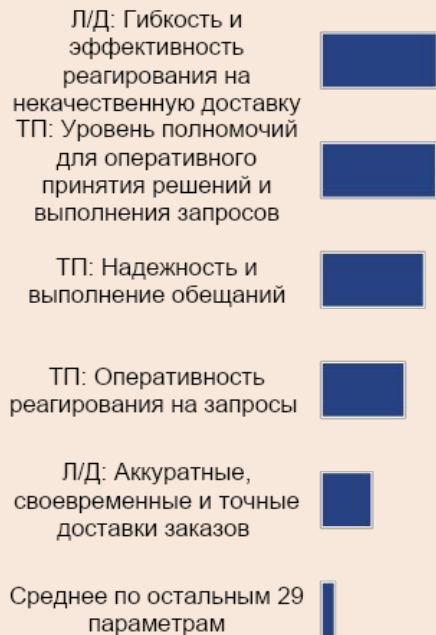 Л/Д: Гибкость и
эффективность
реагирования на
некачественную доставку
ТП: Уровень полномочий
для оперативного
принятия решений и
выполнения запросов
ТП: Надежность и
выполнение обещаний
ТП: Оперативность
реагирования на запросы
Л/Д: Аккуратные,
своевременные и точные
доставки заказов
Среднее по остальным 29
параметрам